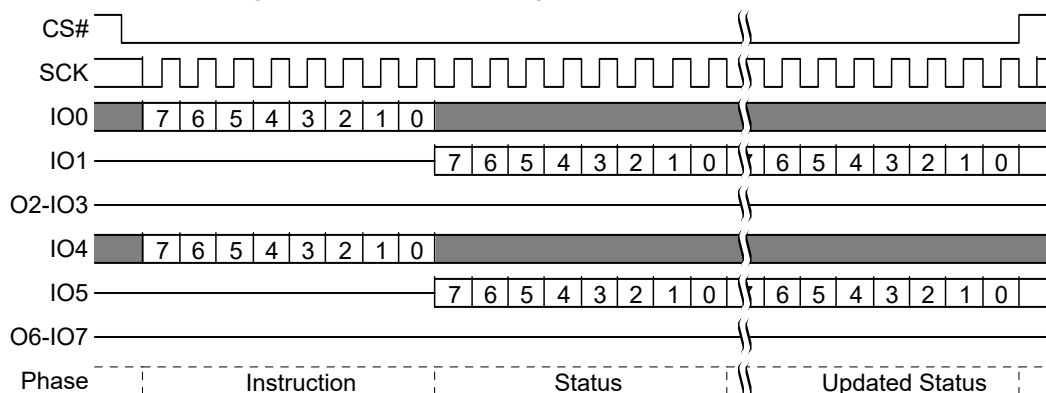 CS#
SCK
IO0 7 6 5 4 3 2 1 0
IO1 7 6 5 4 3 2 1 0 6 5 4 3 2 1 0
O2-IO3
IO4 7 6 5 4 3 2 1 0
IO5 7 6 5 4 3 2 1 0 6 5 4 3 2 1 0
O6-IO7
Phase Instruction Status Updated Status